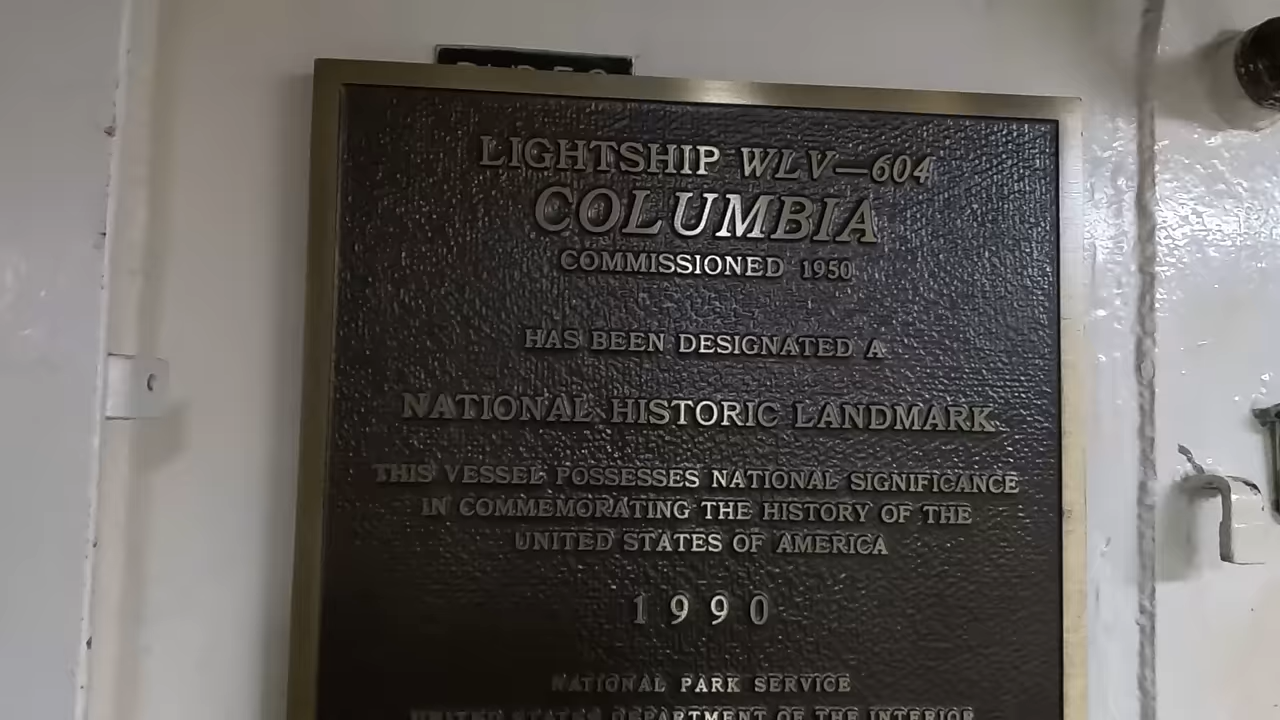 LIGHTSHIP WLV—604
COLUMBIA
COMMISSIONED 1950
HAS BEEN DESIGNATED A
NATIONAL HISTORIC LANDMARK
THIS VESSEL POSSESSES NATIONAL SIGNIFICANCE
IN COMMEMORATING THE HISTORY OF THE
UNITED STATES OF AMERICA
1990
NATIONAL PARK SERVICE
UNITED STATES DEPARTMENT OF THE INTERIOR